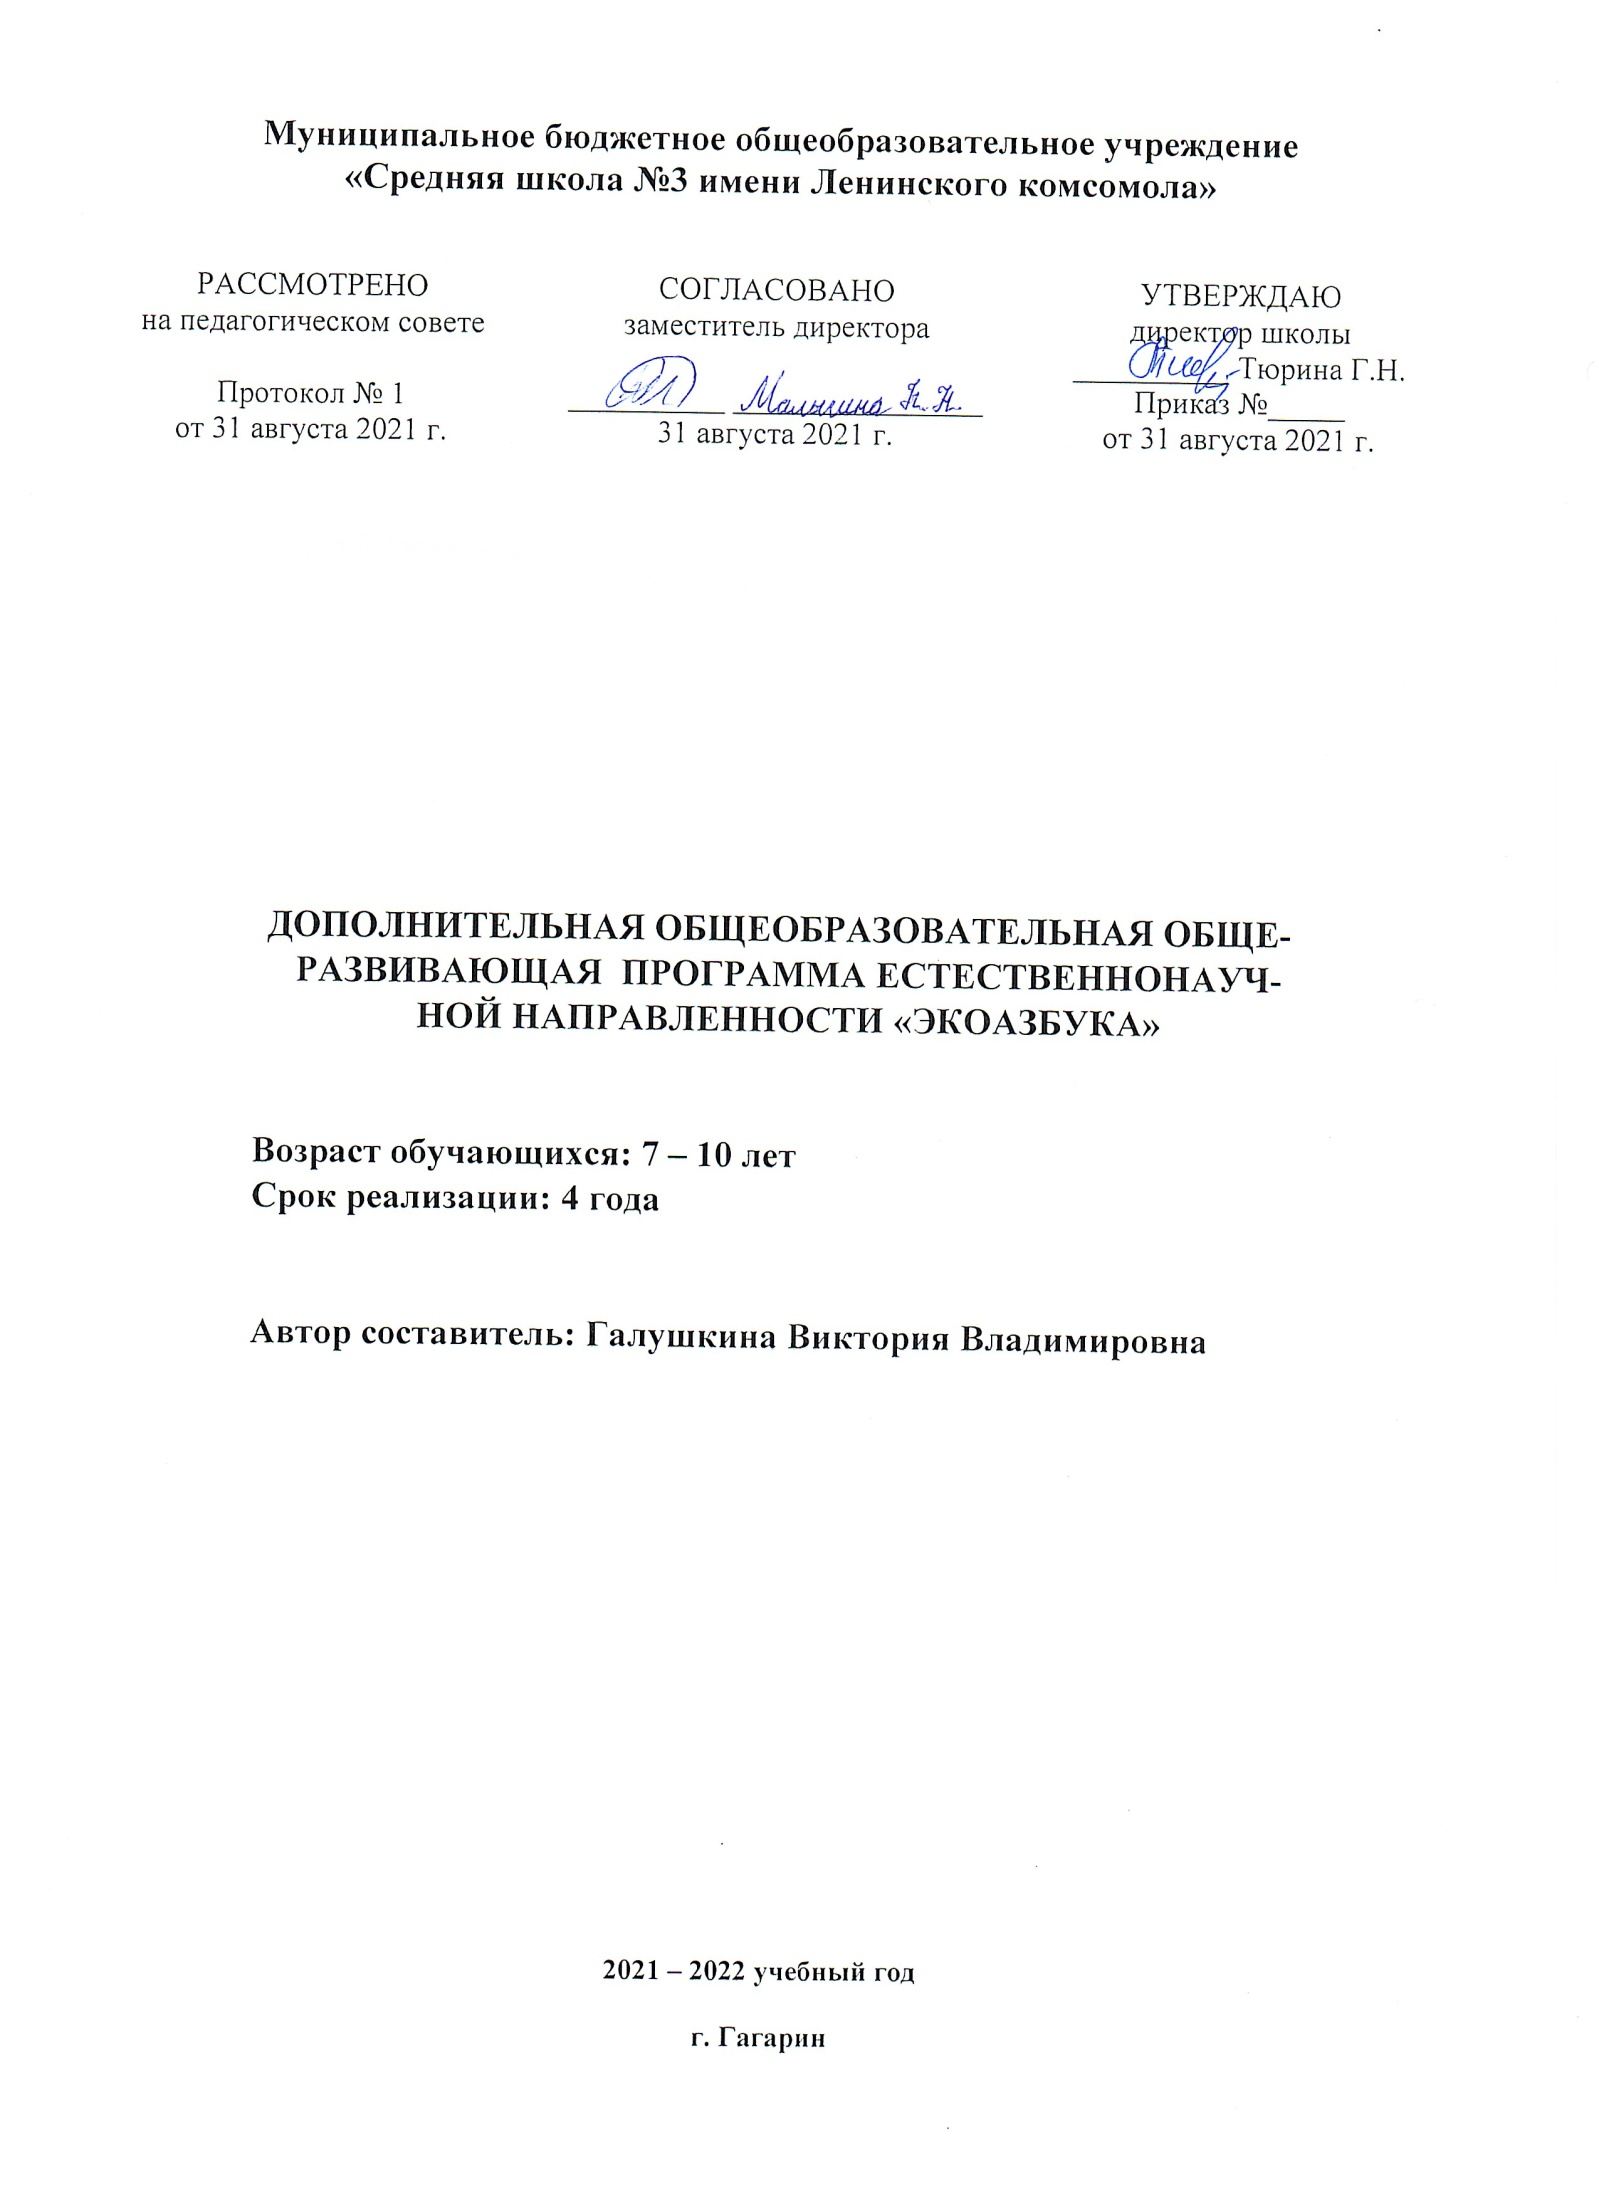 Муниципальное бюджетное общеобразовательное учреждение
«Средняя школа №3 имени Ленинского комсомола»
РАССМОТРЕНО
на педагогическом совете
Протокол № 1
от 31 августа 2021 г.
СОГЛАСОВАНО
заместитель директора
Малыгина Н.Н.
31 августа 2021 г.
УТВЕРЖДАЮ
директор школы
Тюрина Г.Н.
Приказ №
от 31 августа 2021 г.
ДОПОЛНИТЕЛЬНАЯ ОБЩЕОБРАЗОВАТЕЛЬНАЯ ОБЩЕ-
РАЗВИВАЮЩАЯ ПРОГРАММА ЕСТЕСТВЕННОНАУЧ-
НОЙ НАПРАВЛЕННОСТИ «ЭКОАЗБУКА»
Возраст обучающихся: 7 – 10 лет
Срок реализации: 4 года
Автор составитель: Галушкина Виктория Владимировна
2021 – 2022 учебный год
г. Гагарин